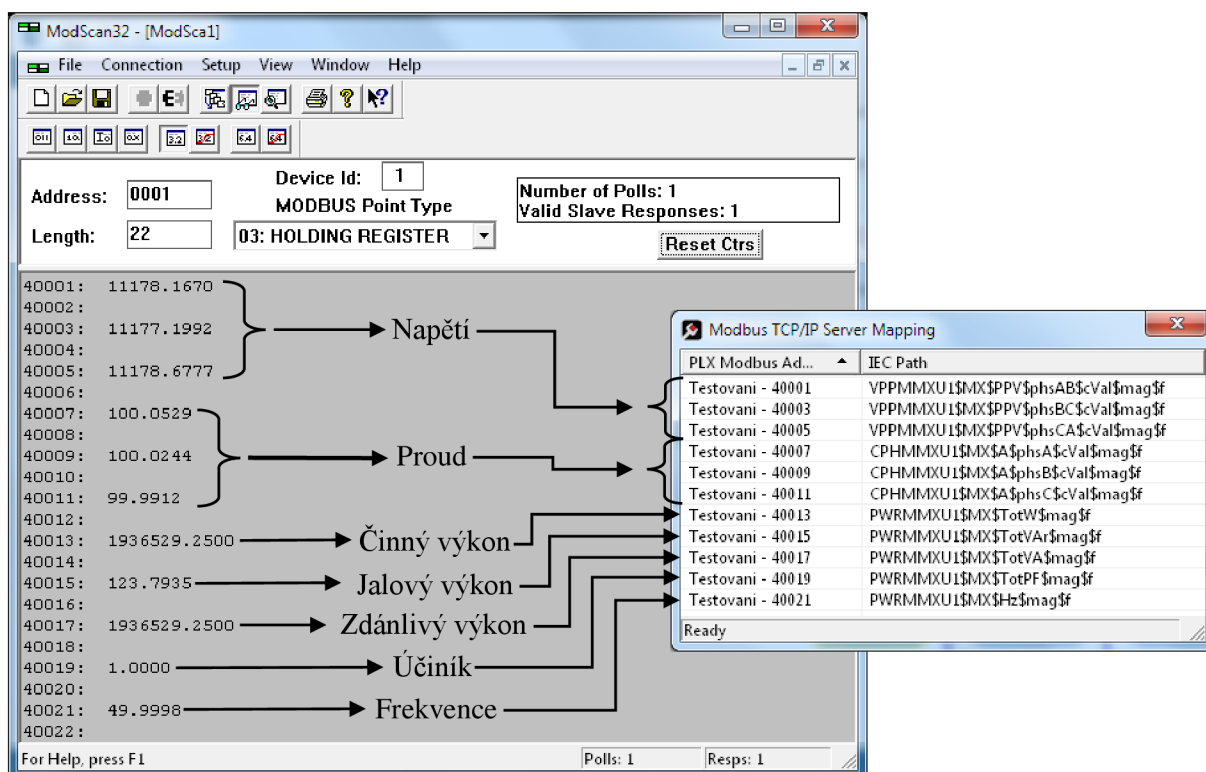 ModScan32 - [ModSca1]
File Connection Setup View Window Help
Address: 0001
Device Id: 1
MODBUS Point Type
Length: 22
03: HOLDING REGISTER
Number of Polls: 1
Valid Slave Responses: 1
Reset Ctrs
40001: 11178.1670
40002:
40003: 11177.1992
40004:
40005: 11178.6777
40006:
40007: 100.0529
40008:
40009: 100.0244
40010:
40011: 99.9912
40012:
40013: 1936529.2500
40014:
40015: 123.7935
40016:
40017: 1936529.2500
40018:
40019: 1.0000
40020:
40021: 49.9998
40022:
Napětí
Proud
Činný výkon
Jalový výkon
Zdánlivý výkon
Účiník
Frekvence
For Help, press F1
Polls: 1
Resps: 1
Modbus TCP/IP Server Mapping
PLX Modbus Ad... IEC Path
Testovani - 40001 VPPMMXU1$MX$PPV$phsAB$cVal$mag$f
Testovani - 40003 VPPMMXU1$MX$PPV$phsBC$cVal$mag$f
Testovani - 40005 VPPMMXU1$MX$PPV$phsCA$cVal$mag$f
Testovani - 40007 CPHMMXU1$MX$A$phsA$cVal$mag$f
Testovani - 40009 CPHMMXU1$MX$A$phsB$cVal$mag$f
Testovani - 40011 CPHMMXU1$MX$A$phsC$cVal$mag$f
Testovani - 40013 PWRMMXU1$MX$TotW$mag$f
Testovani - 40015 PWRMMXU1$MX$TotVAr$mag$f
Testovani - 40017 PWRMMXU1$MX$TotVA$mag$f
Testovani - 40019 PWRMMXU1$MX$TotPF$mag$f
Testovani - 40021 PWRMMXU1$MX$Hz$mag$f
Ready